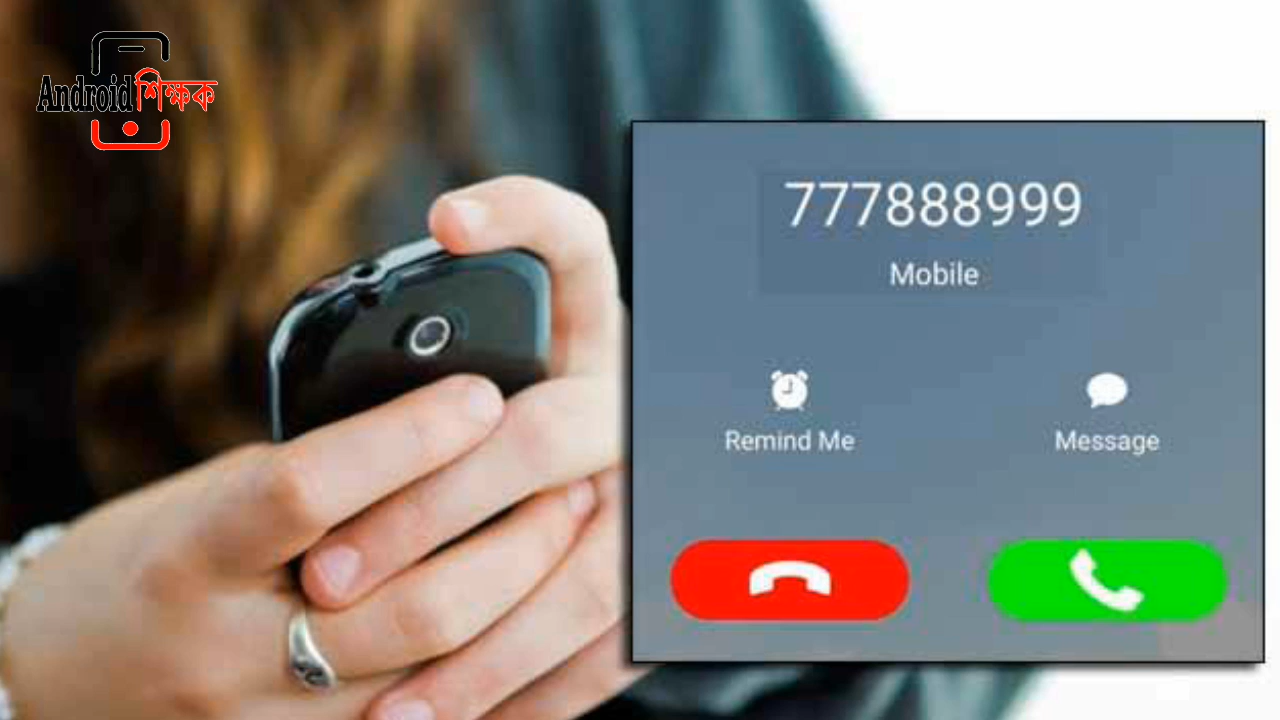 Androidশিক্ষক
777888999
Mobile
Remind Me
Message